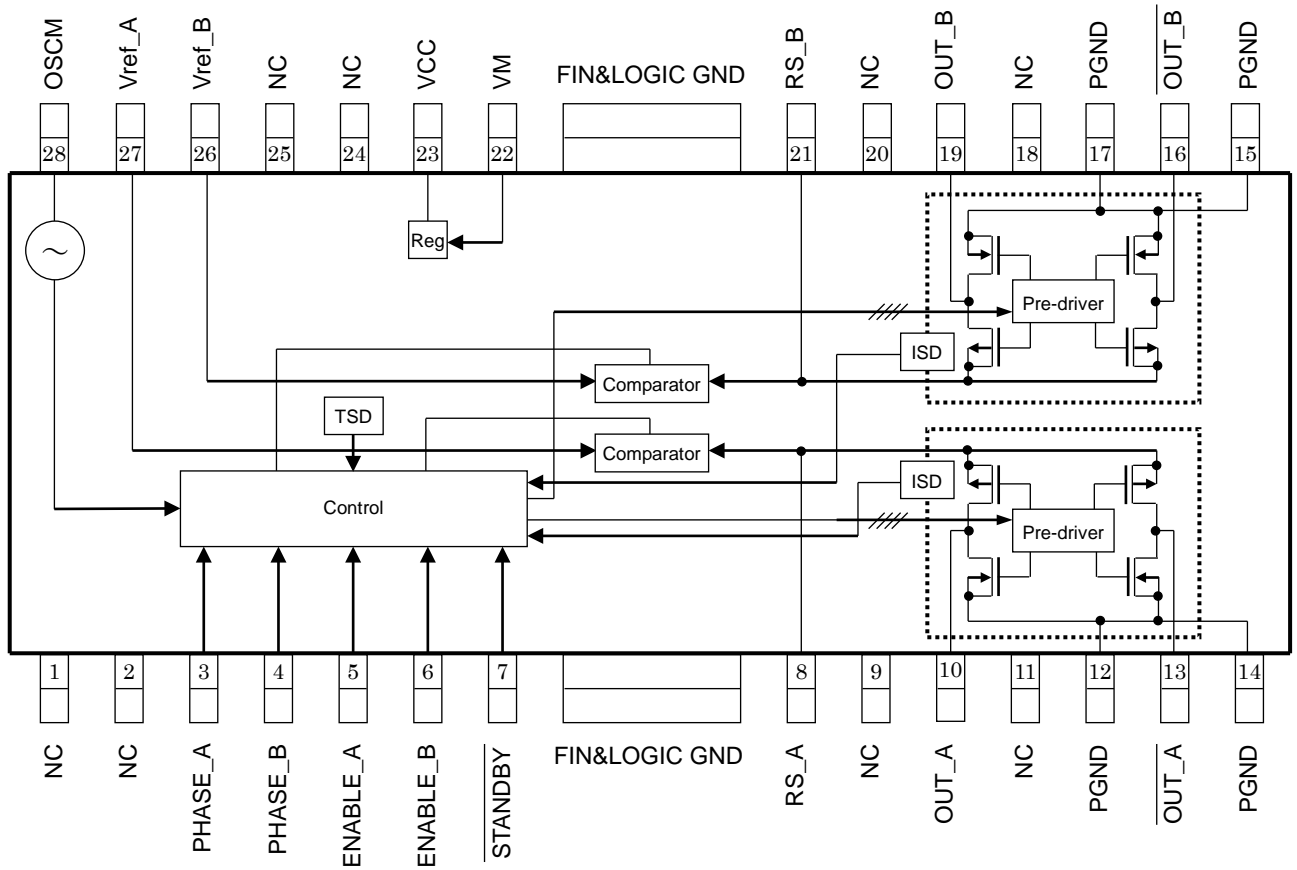 OSCM
Vref_A
Vref_B
NC
NC
VCC
VM
FIN&LOGIC GND
RS_B
NC
OUT_B
NC
PGND
OUT_B
PGND
28
27
26
25
24
23
22
21
20
19
18
17
16
15
~
Reg
Pre-driver
ISD
Comparator
TSD
Comparator
ISD
Control
Pre-driver
1
2
3
4
5
6
7
8
9
10
11
12
13
14
NC
NC
PHASE_A
PHASE_B
ENABLE_A
ENABLE_B
STANDBY
FIN&LOGIC GND
RS_A
NC
OUT_A
NC
PGND
OUT_A
PGND